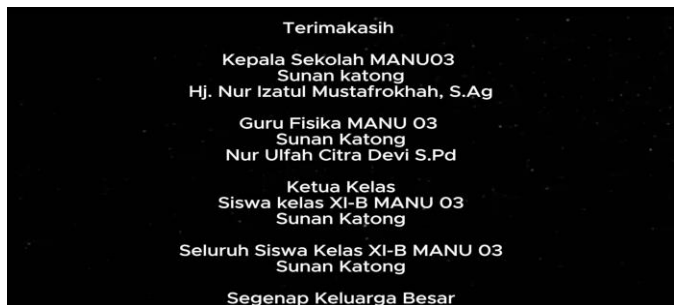 Terimakasih
Kepala Sekolah MANU03
Sunan katong
Hj. Nur Izatul Mustafrokhah, S.Ag
Guru Fisika MANU 03
Sunan Katong
Nur Ulfah Citra Devi S.Pd
Ketua Kelas
Siswa kelas XI-B MANU 03
Sunan Katong
Seluruh Siswa Kelas XI-B MANU 03
Sunan Katong
Segenap Keluarga Besar